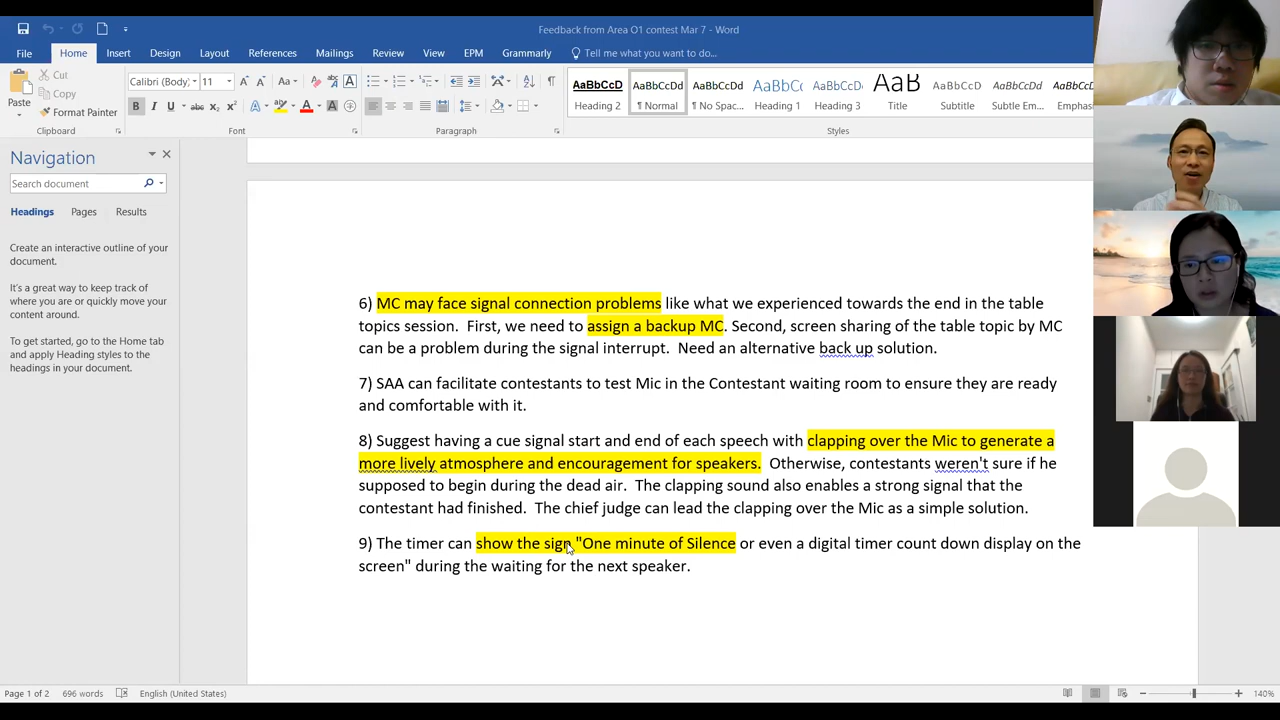 Feedback from Area O1 contest Mar 7 - Word
File Home Insert Design Layout References Mailings Review View EPM Grammarly Tell me what you want to do...
Paste
Cut
Copy
Format Painter
Clipboard
Calibri (Body) 11
Font
Paragraph
AaBbCcD AaBbCcDd AaBbCcDd AaBbCc AaBbCcD AaB AaBbCcD AaBbCcDd AaBbCcDd
Heading 2 ¶ Normal ¶ No Spac... Heading 1 Heading 3 Title Subtitle Subtle Em... Emphasis
Styles
Navigation
Search document
Headings Pages Results
Create an interactive outline of your
document.
It's a great way to keep track of
where you are or quickly move your
content around.
To get started, go to the Home tab
and apply Heading styles to the
headings in your document.
6) MC may face signal connection problems like what we experienced towards the end in the table
topics session. First, we need to assign a backup MC. Second, screen sharing of the table topic by MC
can be a problem during the signal interrupt. Need an alternative back up solution.
7) SAA can facilitate contestants to test Mic in the Contestant waiting room to ensure they are ready
and comfortable with it.
8) Suggest having a cue signal start and end of each speech with clapping over the Mic to generate a
more lively atmosphere and encouragement for speakers. Otherwise, contestants weren't sure if he
supposed to begin during the dead air. The clapping sound also enables a strong signal that the
contestant had finished. The chief judge can lead the clapping over the Mic as a simple solution.
9) The timer can show the sign "One minute of Silence or even a digital timer count down display on the
screen" during the waiting for the next speaker.
Page 1 of 2 696 words English (United States) 140%